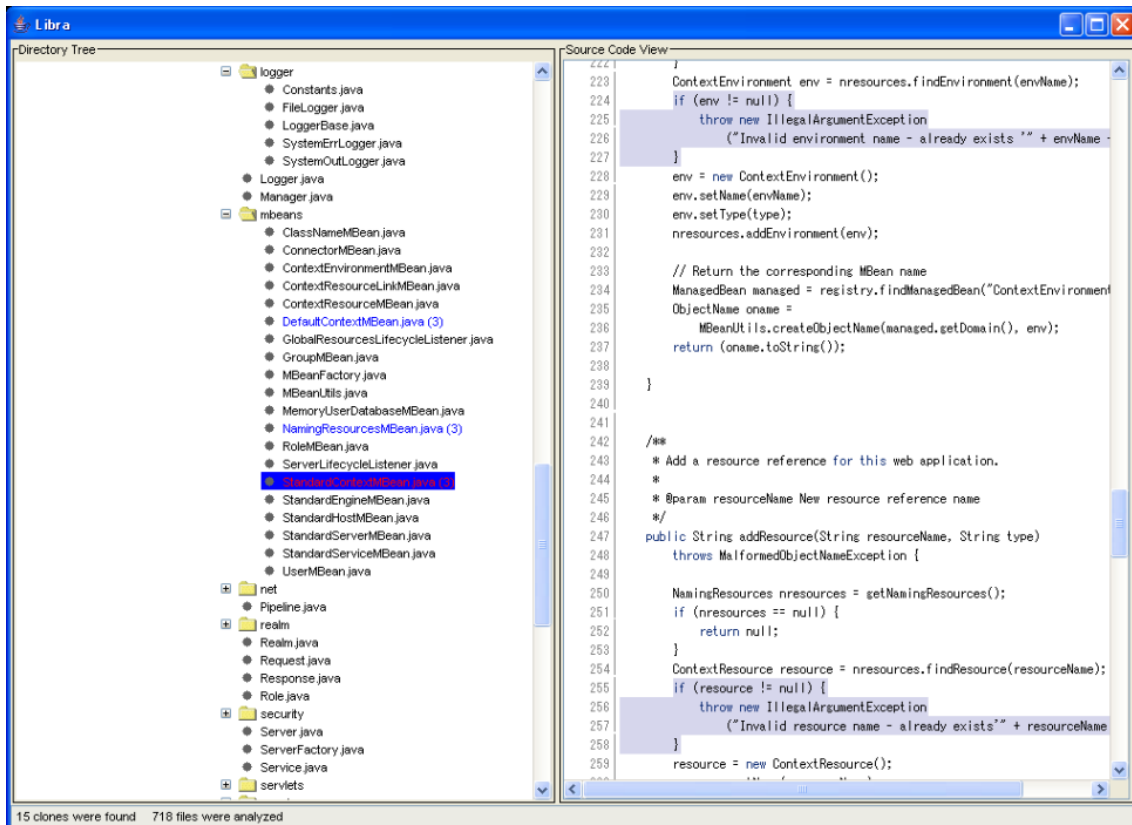 Libra
Directory Tree
logger
Constants.java
FileLogger.java
LoggerBase.java
SystemErrLogger.java
SystemOutLogger.java
Logger.java
Manager.java
mbeans
ClassNameMBean.java
ConnectorMBean.java
ContextEnvironmentMBean.java
ContextResourceLinkMBean.java
ContextResourceMBean.java
DefaultContextMBean.java (3)
GlobalResourcesLifecycleListener.java
GroupMBean.java
MBeanFactory.java
MBeanUtils.java
MemoryUserDatabaseMBean.java
NamingResourcesMBean.java (3)
RoleMBean.java
ServerLifecycleListener.java
StandardContextMBean.java (3)
StandardEngineMBean.java
StandardHostMBean.java
StandardServerMBean.java
StandardServiceMBean.java
UserMBean.java
net
Pipeline.java
realm
Realm.java
Request.java
Response.java
Role.java
security
Server.java
ServerFactory.java
Service.java
servlets
Source Code View
222 }
223 ContextEnvironment env = nresources.findEnvironment(envName);
224 if (env != null) {
225 throw new IllegalArgumentException
226 ("Invalid environment name - already exists '" + envName +
227 }
228 env = new ContextEnvironment();
229 env.setName(envName);
230 env.setType(type);
231 nresources.addEnvironment(env);
232
233 // Return the corresponding MBean name
234 ManagedBean managed = registry.findManagedBean("ContextEnvironment
235 ObjectName oname =
236 MBeanUtils.createObjectName(managed.getDomain(), env);
237 return (oname.toString());
238
239 }
240
241
242 /**
243 * Add a resource reference for this web application.
244 *
245 * @param resourceName New resource reference name
246 */
247 public String addResource(String resourceName, String type)
248 throws MalformedObjectNameException {
249
250 NamingResources nresources = getNamingResources();
251 if (nresources == null) {
252 return null;
253 }
254 ContextResource resource = nresources.findResource(resourceName);
255 if (resource != null) {
256 throw new IllegalArgumentException
257 ("Invalid resource name - already exists'" + resourceName
258 }
259 resource = new ContextResource();
15 clones were found 718 files were analyzed